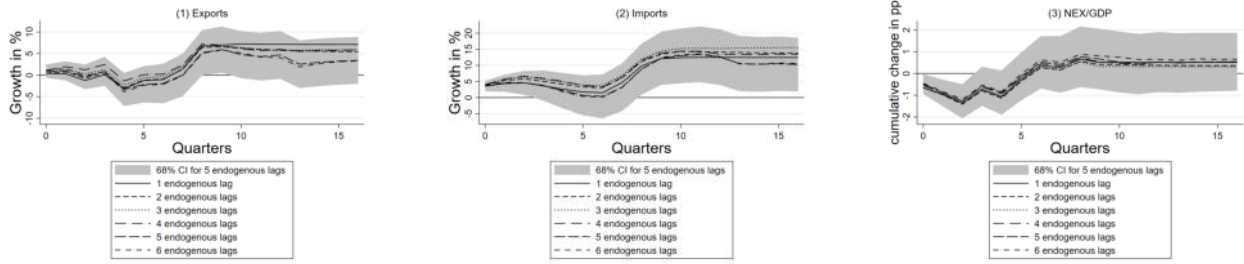 (1) Exports
Growth in %
10
5
0
-5
-10
0
5
10
15
Quarters
68% CI for 5 endogenous lags
1 endogenous lag
2 endogenous lags
3 endogenous lags
4 endogenous lags
5 endogenous lags
6 endogenous lags
(2) Imports
Growth in %
20
15
10
5
0
-5
0
5
10
15
Quarters
68% CI for 5 endogenous lags
1 endogenous lag
2 endogenous lags
3 endogenous lags
4 endogenous lags
5 endogenous lags
6 endogenous lags
(3) NEX/GDP
cumulative change in pp
2
1
0
-1
-2
0
5
10
15
Quarters
68% CI for 5 endogenous lags
1 endogenous lag
2 endogenous lags
3 endogenous lags
4 endogenous lags
5 endogenous lags
6 endogenous lags